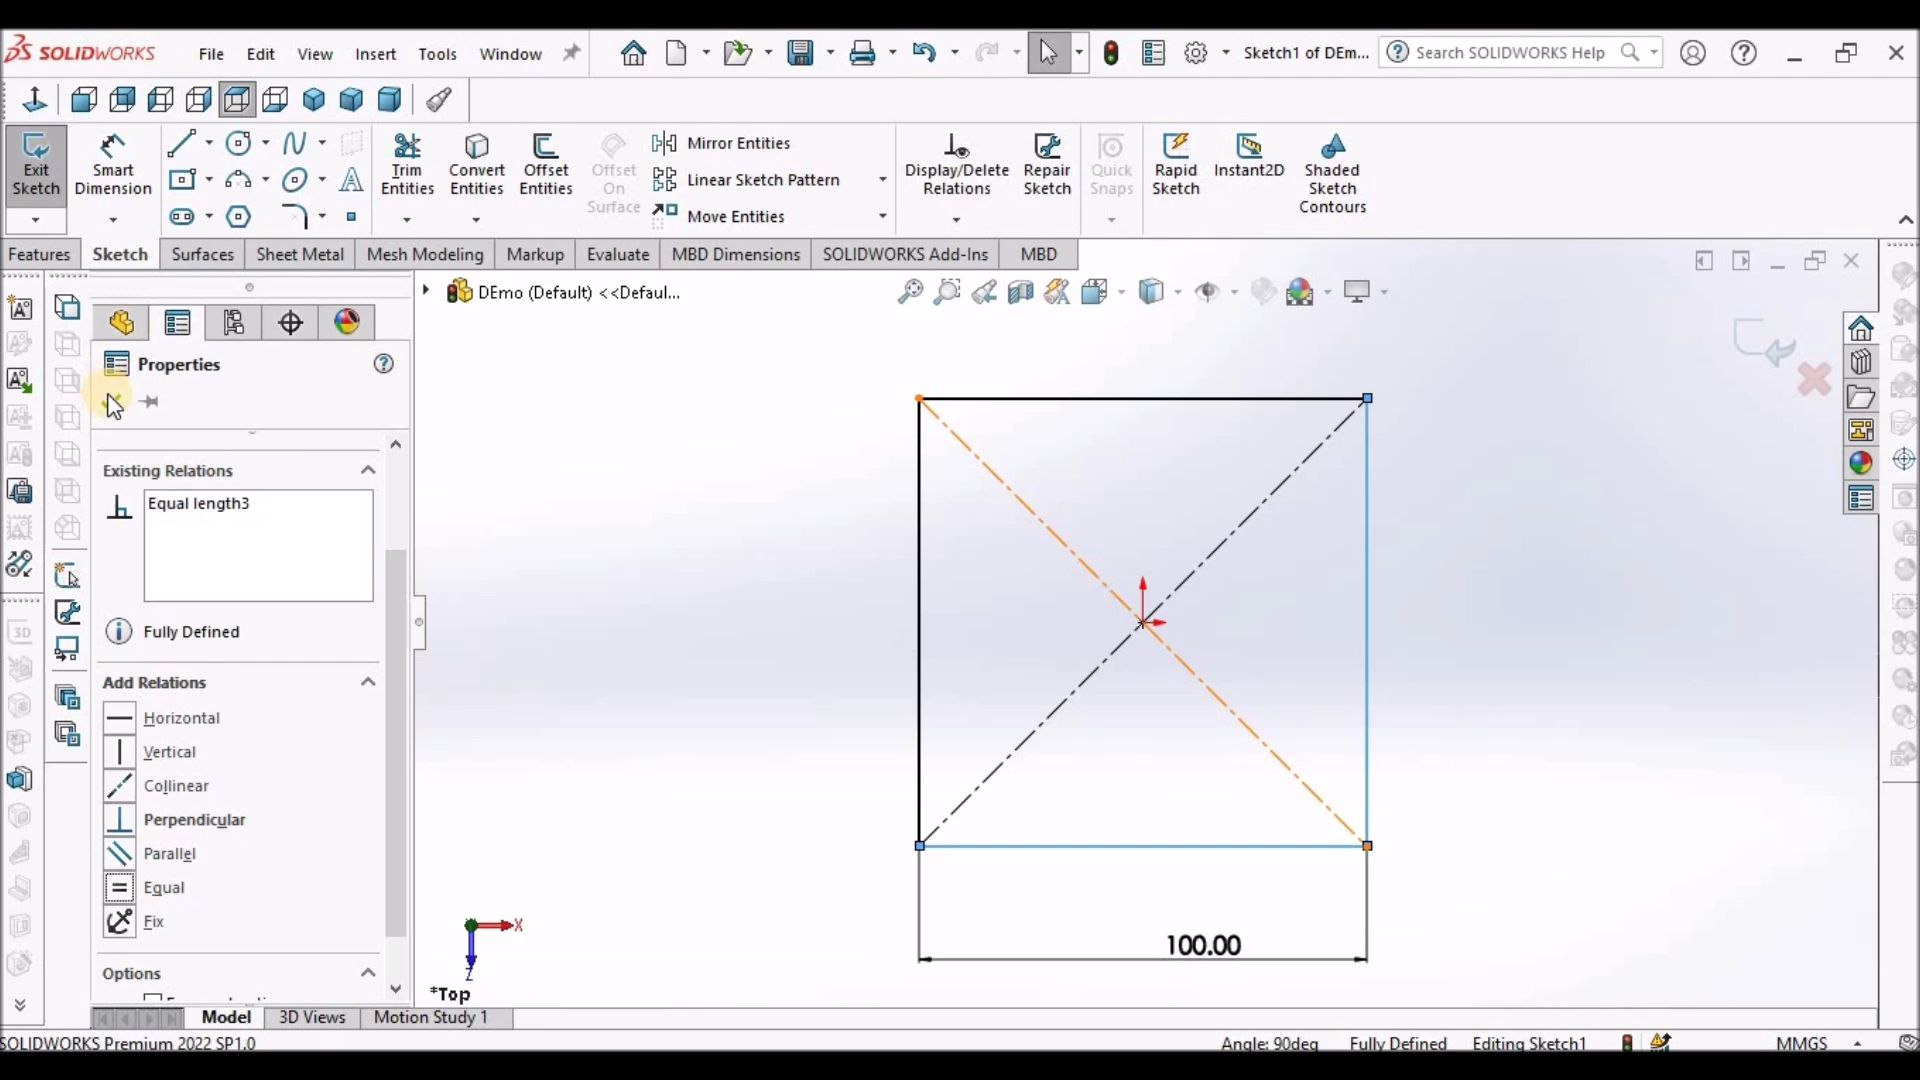 SOLIDWORKS File Edit View Insert Tools Window Sketch1 of DEm... Search SOLIDWORKS Help
Exit Sketch
Smart Dimension
Trim Entities
Convert Entities
Offset Entities
Offset On Surface
Mirror Entities
Linear Sketch Pattern
Move Entities
Display/Delete Relations
Repair Sketch
Quick Snaps
Rapid Sketch
Instant2D
Shaded Sketch Contours
Features Sketch Surfaces Sheet Metal Mesh Modeling Markup Evaluate MBD Dimensions SOLIDWORKS Add-Ins MBD
DEmo (Default) <<Defaul...
Properties
Existing Relations
Equal length3
Fully Defined
Add Relations
Horizontal
Vertical
Collinear
Perpendicular
Parallel
Equal
Fix
Options
100.00
X
Z
*Top
Model 3D Views Motion Study 1
SOLIDWORKS Premium 2022 SP1.0 Angle: 90deg Fully Defined Editing Sketch1 MMGS